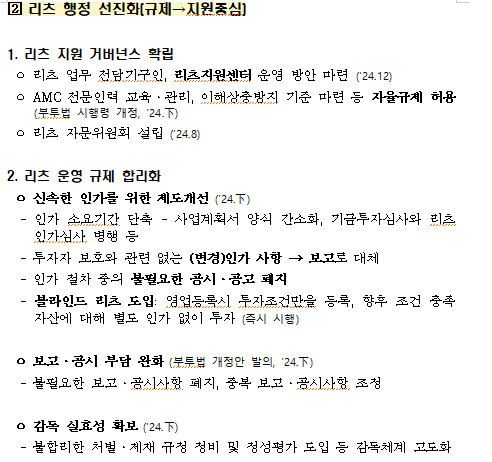 ② 리츠 행정 선진화(규제→지원중심)
1. 리츠 지원 거버넌스 확립
ㅇ 리츠 업무 전담기구인, 리츠지원센터 운영 방안 마련 ('24.12)
ㅇ AMC 전문인력 교육·관리, 이해상충방지 기준 마련 등 자율규제 허용
(부투법 시행령 개정, '24.下)
ㅇ 리츠 자문위원회 설립 ('24.8)
2. 리츠 운영 규제 합리화
ㅇ 신속한 인가를 위한 제도개선 ('24.下)
- 인가 소요기간 단축 - 사업계획서 양식 간소화, 기금투자심사와 리츠
인가심사 병행 등
- 투자자 보호와 관련 없는 (변경)인가 사항 → 보고로 대체
- 인가 절차 중의 불필요한 공시·공고 폐지
- 블라인드 리츠 도입: 영업등록시 투자조건만을 등록, 향후 조건 충족
자산에 대해 별도 인가 없이 투자 (즉시 시행)
ㅇ 보고·공시 부담 완화 (부투법 개정안 발의, '24.下)
- 불필요한 보고·공시사항 폐지, 중복 보고·공시사항 조정
ㅇ 감독 실효성 확보 ('24.下)
- 불합리한 처벌·제재 규정 정비 및 정성평가 도입 등 감독체계 고도화